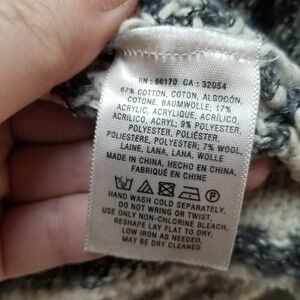 RN : 66170 CA : 32054
67% COTTON, COTON, ALGODÓN,
COTONE, BAUMWOLLE; 17%
ACRYLIC, ACRYLIQUE, ACRÍLICO,
ACRILICO, ACRYL; 9% POLYESTER,
POLYESTER, POLIÉSTER,
POLIESTERE, POLYESTER; 7% WOOL,
LAINE, LANA, LANA, WOLLE
MADE IN CHINA, HECHO EN CHINA,
FABRIQUÉ EN CHINE
HAND WASH COLD SEPARATELY,
DO NOT WRING OR TWIST,
USE ONLY NON-CHLORINE BLEACH,
RESHAPE LAY FLAT TO DRY,
LOW IRON AS NEEDED,
MAY BE DRY CLEANED